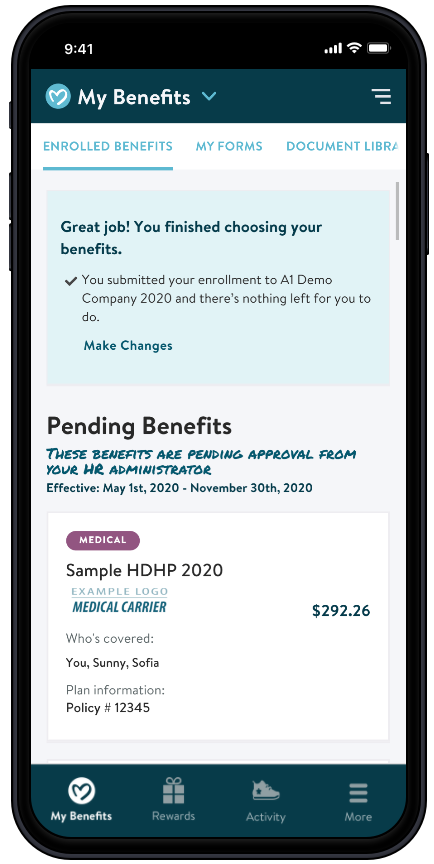 9:41
My Benefits
ENROLLED BENEFITS MY FORMS DOCUMENT LIBRA
Great job! You finished choosing your
benefits.
You submitted your enrollment to A1 Demo
Company 2020 and there's nothing left for you to
do.
Make Changes
Pending Benefits
These benefits are pending approval from
your HR administrator
Effective: May 1st, 2020 - November 30th, 2020
MEDICAL
Sample HDHP 2020
EXAMPLE LOGO
MEDICAL CARRIER
$292.26
Who's covered:
You, Sunny, Sofia
Plan information:
Policy # 12345
My Benefits Rewards Activity More